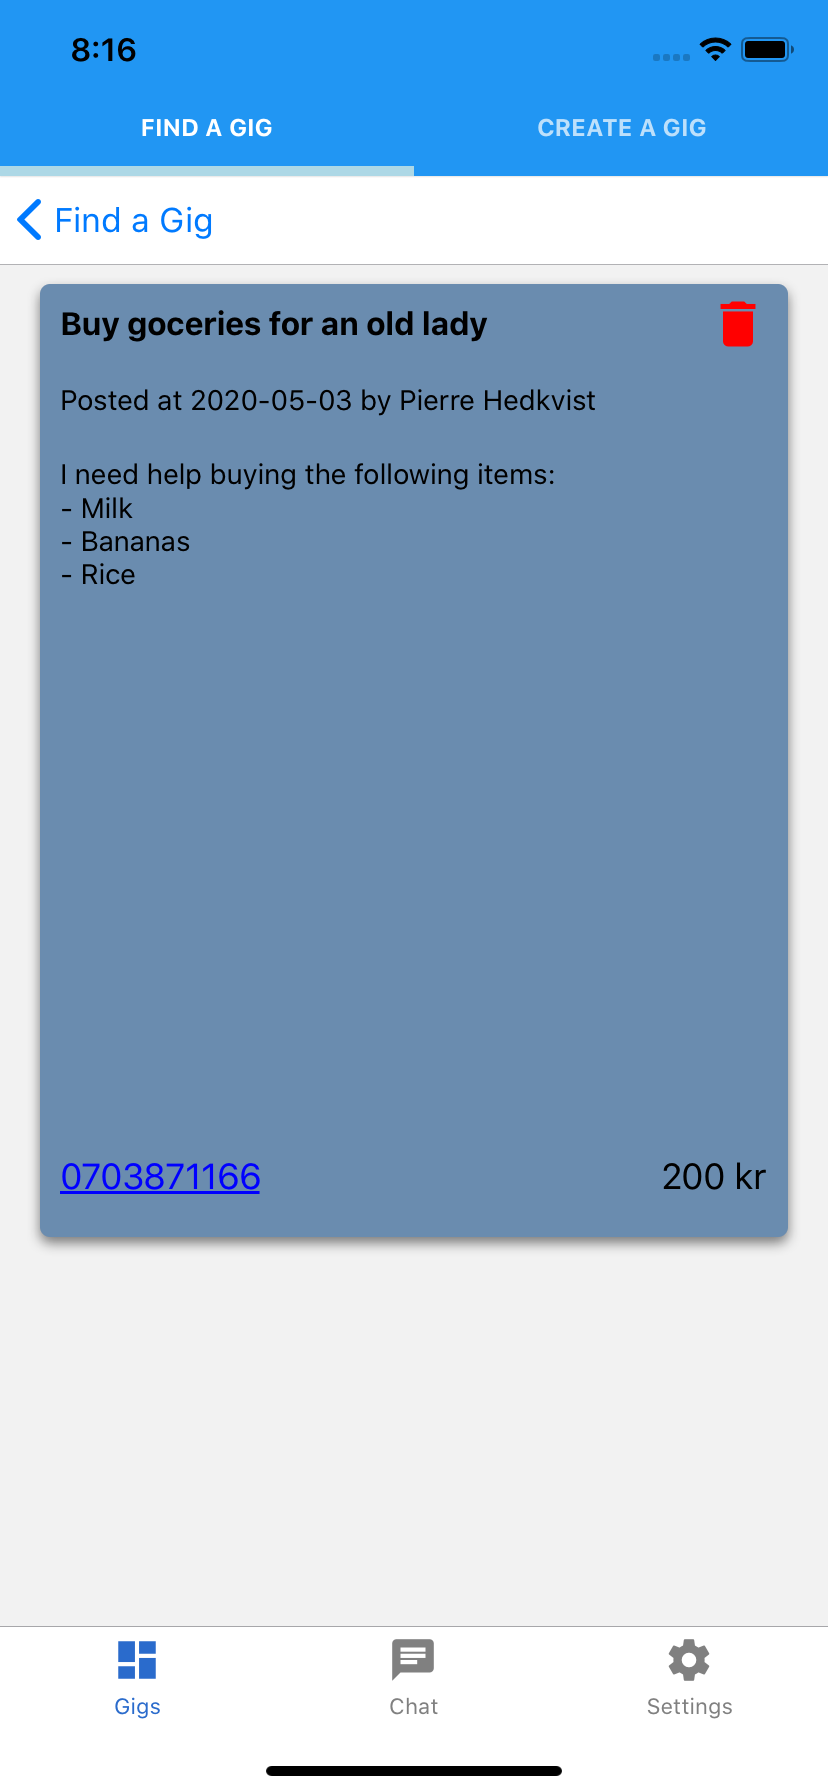 8:16
FIND A GIG
CREATE A GIG
Find a Gig
Buy goceries for an old lady
Posted at 2020-05-03 by Pierre Hedkvist
I need help buying the following items:
- Milk
- Bananas
- Rice
0703871166
200 kr
Gigs
Chat
Settings